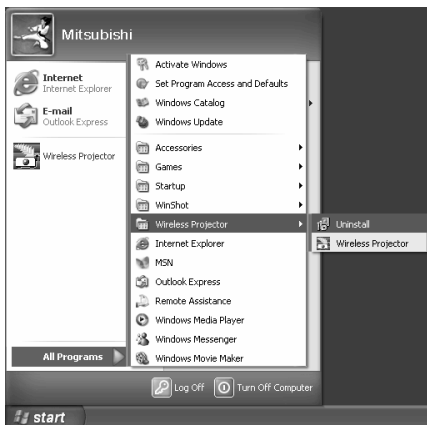 Mitsubishi
Internet
Internet Explorer
E-mail
Outlook Express
Wireless Projector
All Programs
Activate Windows
Set Program Access and Defaults
Windows Catalog
Windows Update
Accessories
Games
Startup
WinShot
Wireless Projector
Internet Explorer
MSN
Outlook Express
Remote Assistance
Windows Media Player
Windows Messenger
Windows Movie Maker
Uninstall
Wireless Projector
Log Off
Turn Off Computer
start